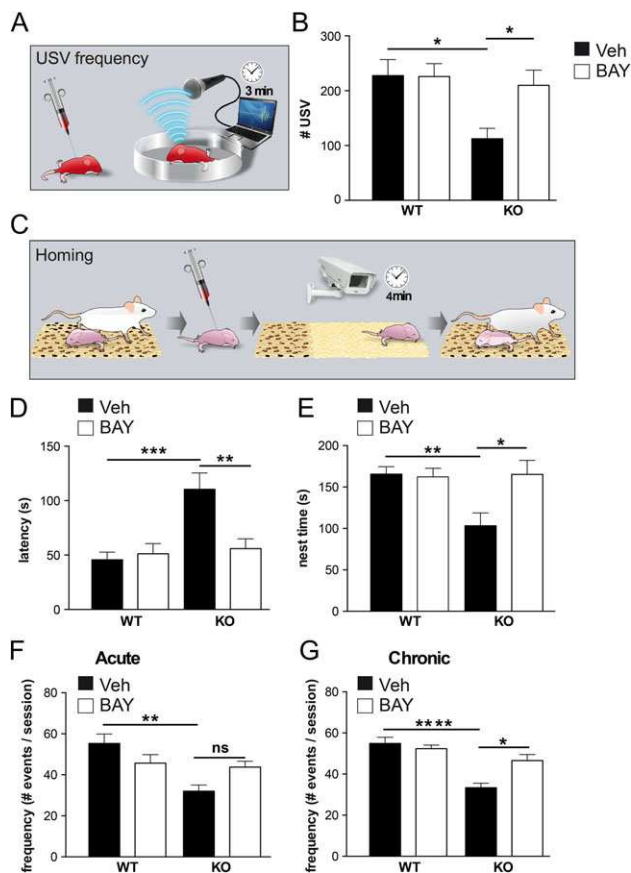 A
USV frequency
3 min
B
Veh
BAY
# USV
300
200
100
0
*
*
WT
KO
C
Homing
4min
D
Veh
BAY
latency (s)
150
100
50
0
***
**
WT
KO
E
Veh
BAY
nest time (s)
200
150
100
50
0
**
*
WT
KO
F
Acute
Veh
BAY
frequency (# events / session)
80
60
40
20
0
**
ns
WT
KO
G
Chronic
Veh
BAY
frequency (# events / session)
80
60
40
20
0
****
*
WT
KO